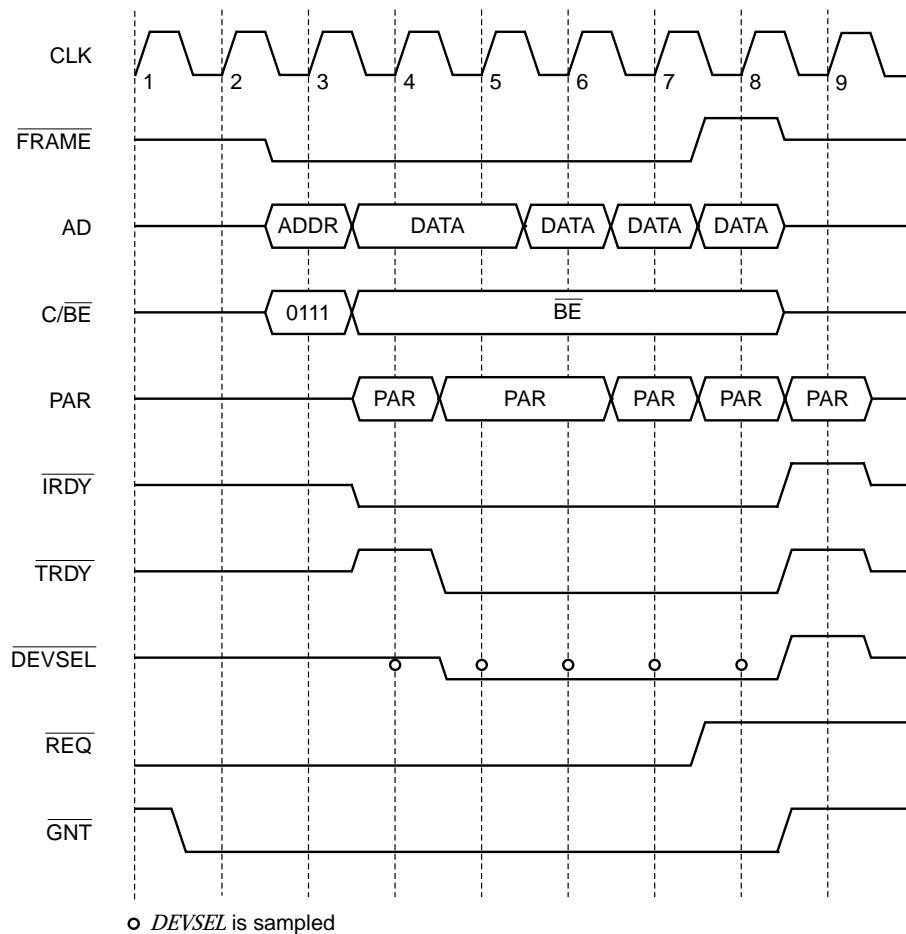 CLK
1 2 3 4 5 6 7 8 9
FRAME
AD ADDR DATA DATA DATA DATA
C/BE 0111 BE
PAR PAR PAR PAR PAR PAR
IRDY
TRDY
DEVSEL
REQ
GNT
DEVSEL is sampled